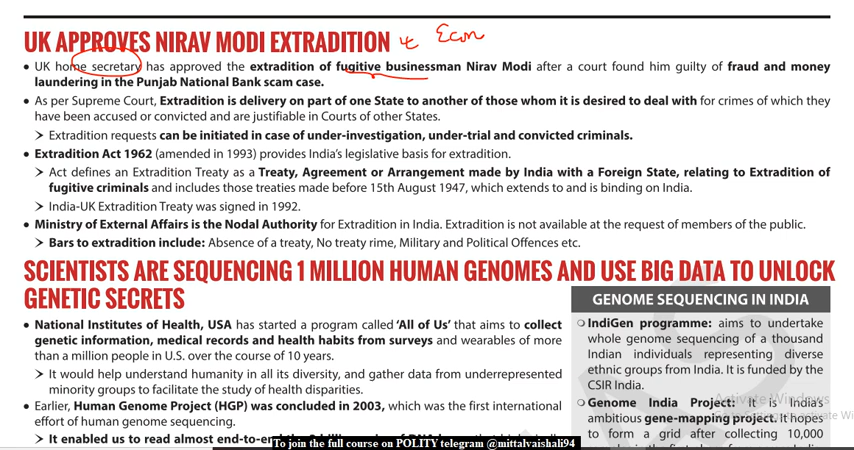 UK APPROVES NIRAV MODI EXTRADITION & Econ
● UK home secretary has approved the extradition of fugitive businessman Nirav Modi after a court found him guilty of fraud and money
laundering in the Punjab National Bank scam case.
● As per Supreme Court, Extradition is delivery on part of one State to another of those whom it is desired to deal with for crimes of which they
have been accused or convicted and are justifiable in Courts of other States.
➤ Extradition requests can be initiated in case of under-investigation, under-trial and convicted criminals.
● Extradition Act 1962 (amended in 1993) provides India's legislative basis for extradition.
➤ Act defines an Extradition Treaty as a Treaty, Agreement or Arrangement made by India with a Foreign State, relating to Extradition of
fugitive criminals and includes those treaties made before 15th August 1947, which extends to and is binding on India.
➤ India-UK Extradition Treaty was signed in 1992.
● Ministry of External Affairs is the Nodal Authority for Extradition in India. Extradition is not available at the request of members of the public.
➤ Bars to extradition include: Absence of a treaty, No treaty rime, Military and Political Offences etc.
SCIENTISTS ARE SEQUENCING 1 MILLION HUMAN GENOMES AND USE BIG DATA TO UNLOCK
GENETIC SECRETS
● National Institutes of Health, USA has started a program called 'All of Us' that aims to collect
genetic information, medical records and health habits from surveys and wearables of more
than a million people in U.S. over the course of 10 years.
➤ It would help understand humanity in all its diversity, and gather data from underrepresented
minority groups to facilitate the study of health disparities.
● Earlier, Human Genome Project (HGP) was concluded in 2003, which was the first international
effort of human genome sequencing.
➤ It enabled us to read almost end-to-en
GENOME SEQUENCING IN INDIA
○ IndiGen programme: aims to undertake
whole genome sequencing of a thousand
Indian individuals representing diverse
ethnic groups from India. It is funded by the
CSIR India.
○ Genome India Project: It is India's
ambitious gene-mapping project. It hopes
to form a grid after collecting 10,000
Activate Windows
To join the full course on POLITY telegram @mittalvaishali94